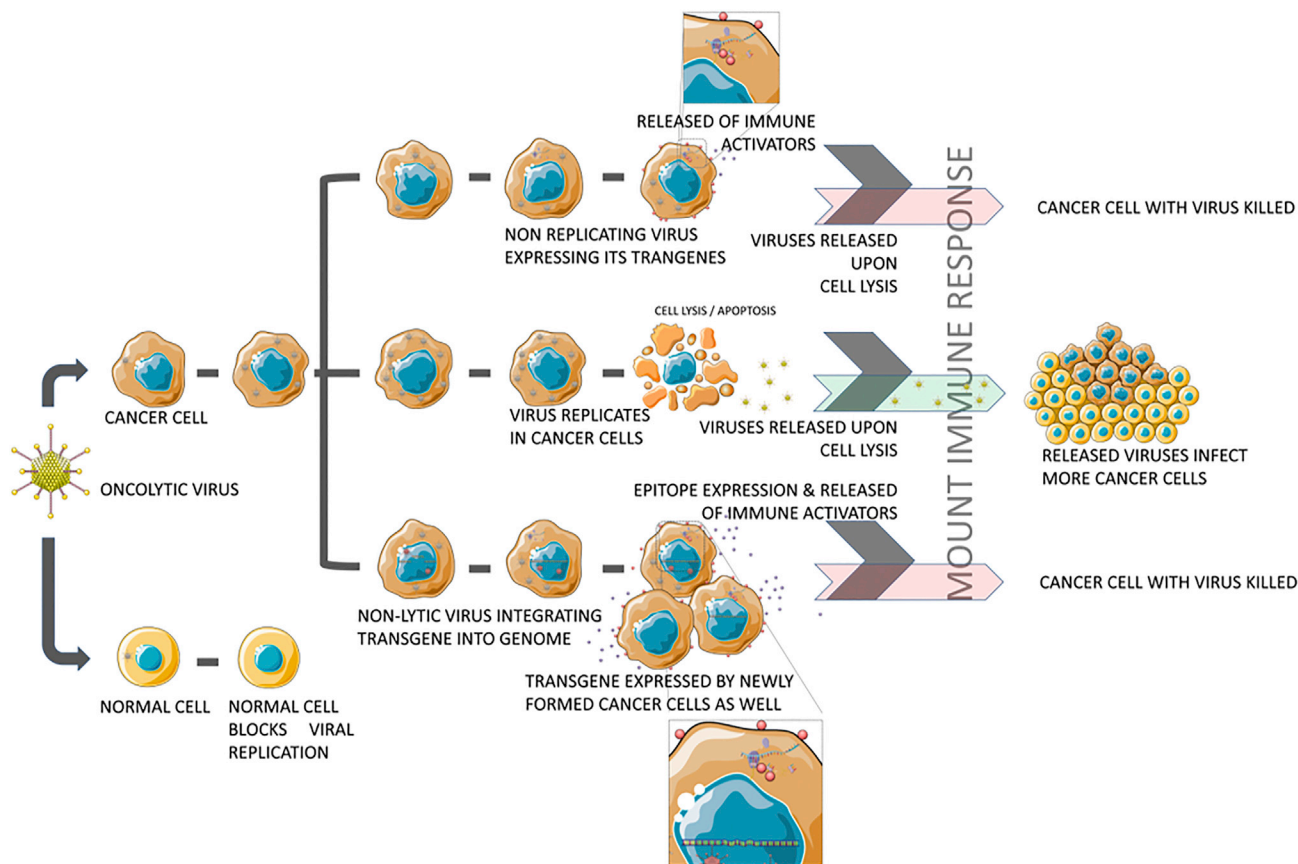 RELEASED OF IMMUNE
ACTIVATORS
NON REPLICATING VIRUS
EXPRESSING ITS TRANGENES
VIRUSES RELEASED
UPON
CELL LYSIS
CANCER CELL WITH VIRUS KILLED
MOUNT IMMUNE RESPONSE
CELL LYSIS / APOPTOSIS
CANCER CELL
VIRUS REPLICATES
IN CANCER CELLS
VIRUSES RELEASED UPON
CELL LYSIS
RELEASED VIRUSES INFECT
MORE CANCER CELLS
ONCOLYTIC VIRUS
EPITOPE EXPRESSION & RELEASED
OF IMMUNE ACTIVATORS
NON-LYTIC VIRUS INTEGRATING
TRANSGENE INTO GENOME
CANCER CELL WITH VIRUS KILLED
TRANSGENE EXPRESSED BY NEWLY
FORMED CANCER CELLS AS WELL
NORMAL CELL
NORMAL CELL
BLOCKS VIRAL
REPLICATION